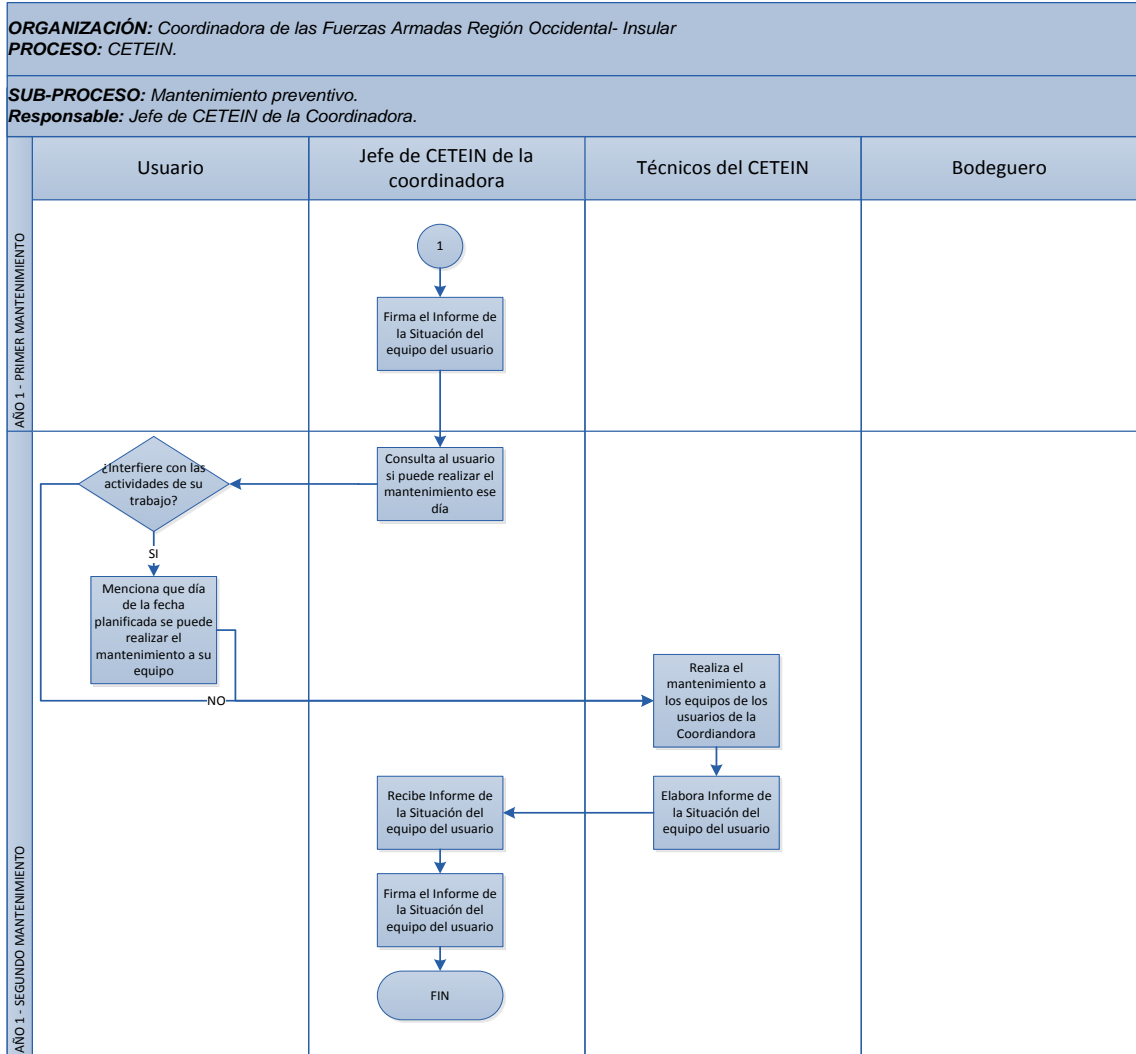 ORGANIZACIÓN: Coordinadora de las Fuerzas Armadas Región Occidental- Insular
PROCESO: CETEIN.
SUB-PROCESO: Mantenimiento preventivo.
Responsable: Jefe de CETEIN de la Coordinadora.
Usuario
Jefe de CETEIN de la
coordinadora
Técnicos del CETEIN
Bodeguero
AÑO 1 - PRIMER MANTENIMIENTO
1
Firma el Informe de
la Situación del
equipo del usuario
AÑO 1 - SEGUNDO MANTENIMIENTO
Consulta al usuario
si puede realizar el
mantenimiento ese
día
¿Interfiere con las
actividades de su
trabajo?
SI
Menciona que día
de la fecha
planificada se puede
realizar el
mantenimiento a su
equipo
NO
Realiza el
mantenimiento a
los equipos de los
usuarios de la
Coordiandora
Elabora Informe de
la Situación del
equipo del usuario
Recibe Informe de
la Situación del
equipo del usuario
Firma el Informe de
la Situación del
equipo del usuario
FIN